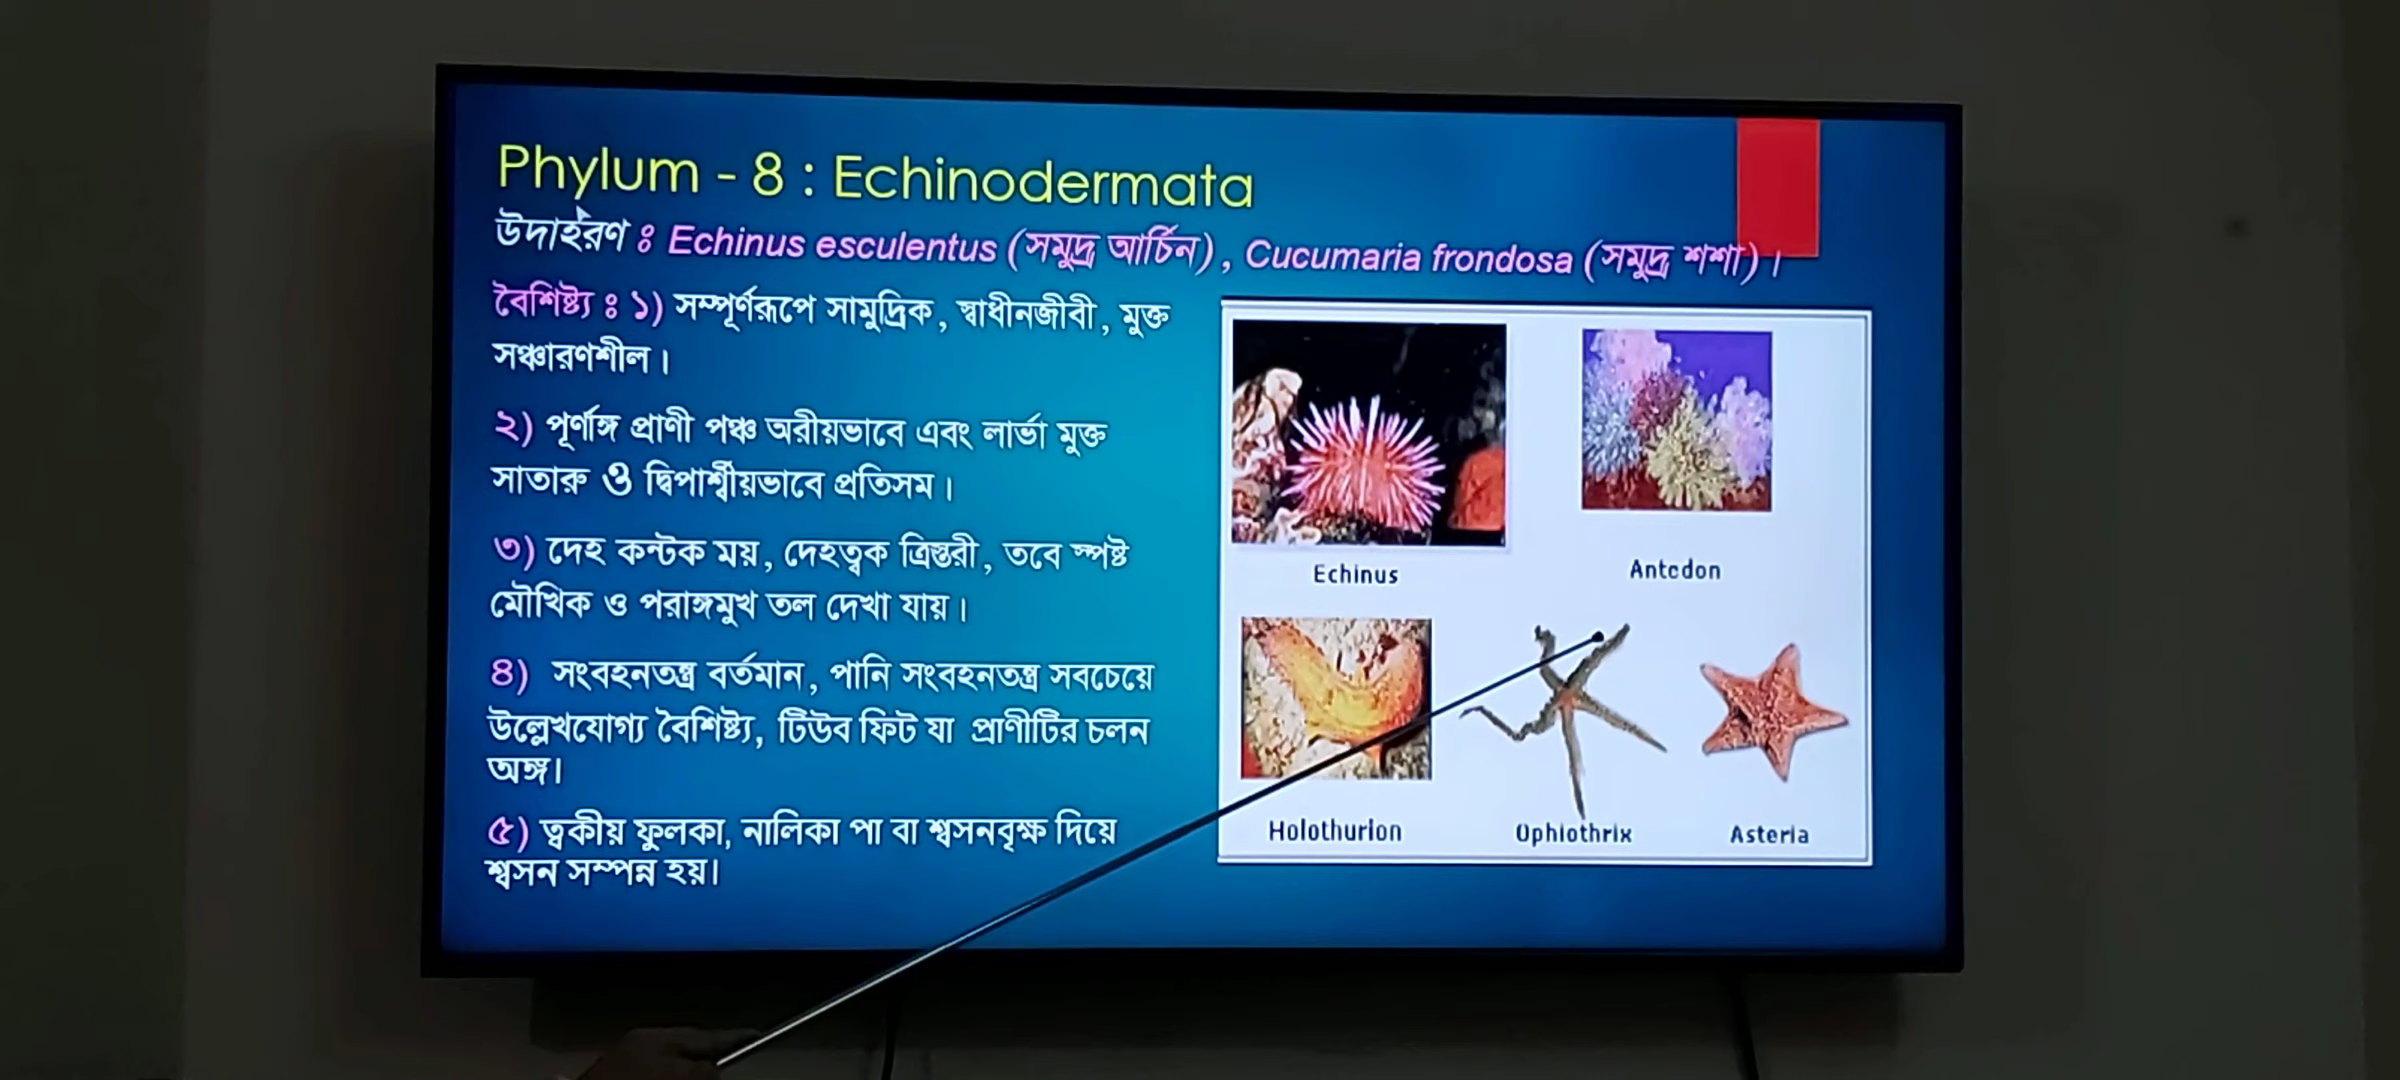 Phylum - 8 : Echinodermata
উদাহরণ ঃ Echinus esculentus (সমুদ্র আর্চিন) , Cucumaria frondosa (সমুদ্র শশা) ।
বৈশিষ্ট্য ঃ ১) সম্পূর্ণরূপে সামুদ্রিক , স্বাধীনজীবী , মুক্ত
সঞ্চারণশীল ।
২) পূর্ণাঙ্গ প্রাণী পঞ্চ অরীয়ভাবে এবং লার্ভা মুক্ত
সাতারু ও দ্বিপার্শ্বীয়ভাবে প্রতিসম ।
৩) দেহ কন্টক ময় , দেহত্বক ত্রিস্তরী , তবে স্পষ্ট
মৌখিক ও পরাঙ্গমুখ তল দেখা যায় ।
৪) সংবহনতন্ত্র বর্তমান , পানি সংবহনতন্ত্র সবচেয়ে
উল্লেখযোগ্য বৈশিষ্ট্য, টিউব ফিট যা প্রাণীটির চলন
অঙ্গ।
৫) ত্বকীয় ফুলকা, নালিকা পা বা শ্বসনবৃক্ষ দিয়ে
শ্বসন সম্পন্ন হয়।
Echinus
Antedon
Holothurion
Ophiothrix
Asteria